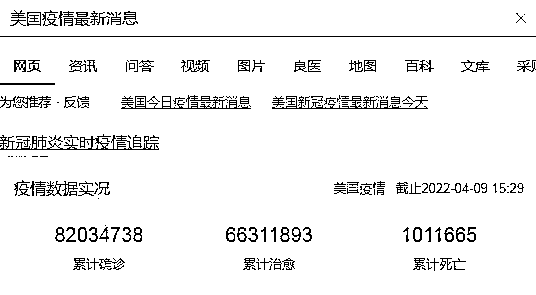 美国疫情最新消息
网页 资讯 问答 视频 图片 良医 地图 百科 文库 采购
为您推荐·反馈 美国今日疫情最新消息 美国新冠疫情最新消息今天
新冠肺炎实时疫情追踪
疫情数据实况 美国疫情 截止2022-04-09 15:29
82034738 66311893 1011665
累计确诊 累计治愈 累计死亡